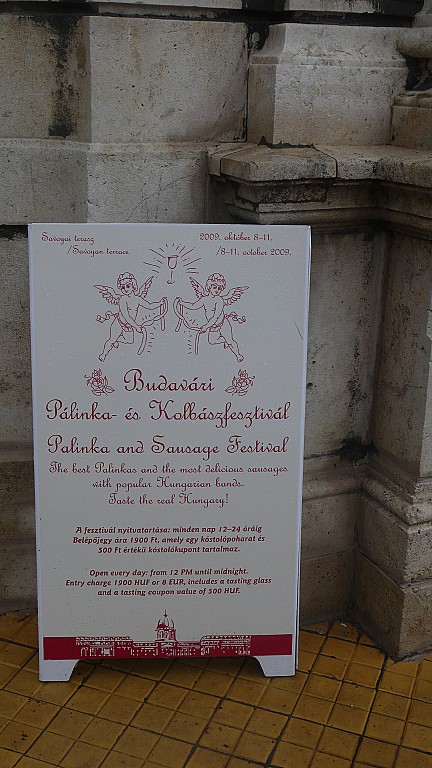 Savoyai terasz
/Savoyan terrace
2009. október 8-11.
/8-11. october 2009.
Budavári
Pálinka- és Kolbászfesztivál
Palinka and Sausage Festival
The best Palinkas and the most delicious sausages
with popular Hungarian bands.
Taste the real Hungary!
A fesztivál nyitvatartása: minden nap 12-24 óráig
Belépőjegy ára 1900 Ft, amely egy kóstolópoharat és
500 Ft értékű kóstolókupont tartalmaz.
Open every day: from 12 PM until midnight.
Entry charge 1900 HUF or 8 EUR, includes a tasting glass
and a tasting coupon value of 500 HUF.